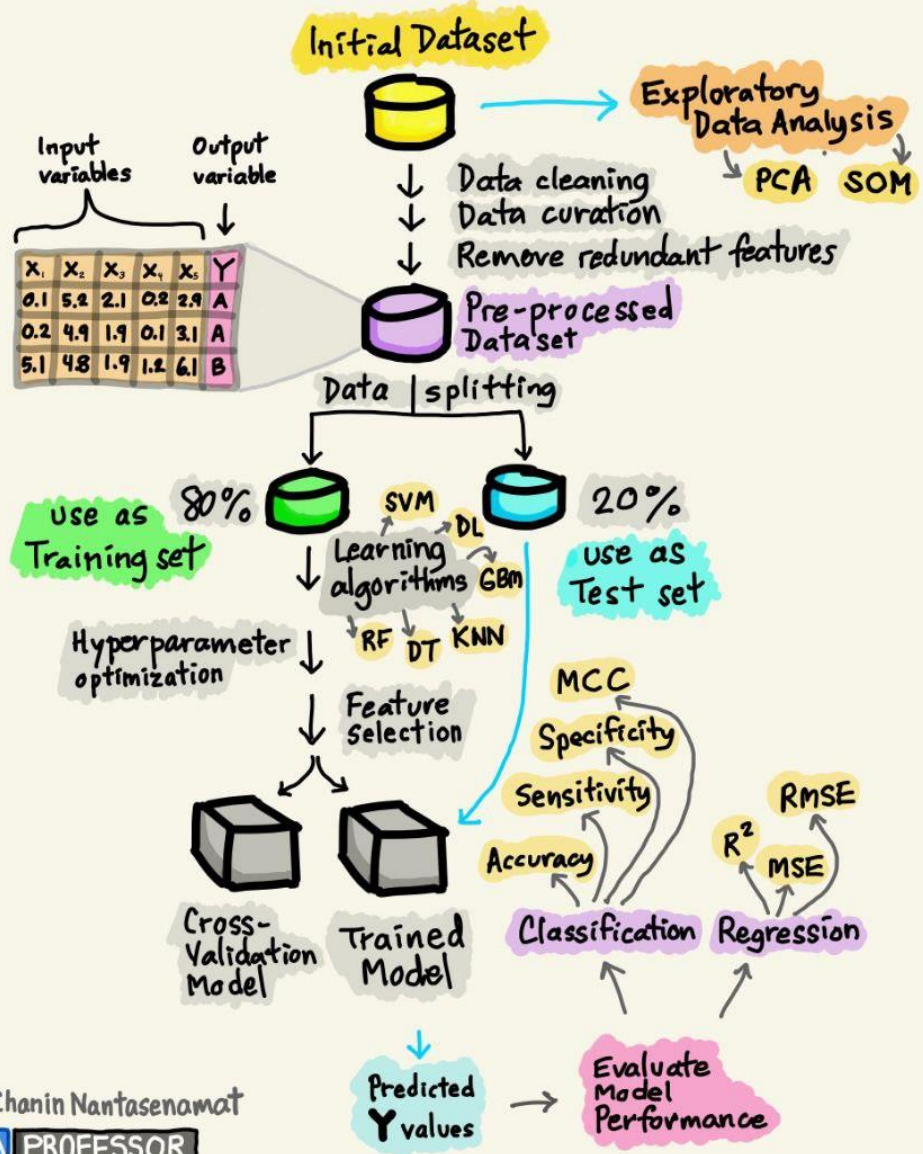 Initial Dataset
Exploratory
Data Analysis
PCA SOM
Input
variables
Output
variable
Data cleaning
Data curation
Remove redundant features
X₁ X₂ X₃ X₄ X₅ Y
0.1 5.2 2.1 0.2 2.9 A
0.2 4.9 1.9 0.1 3.1 A
5.1 4.8 1.9 1.2 6.1 B
Pre-processed
Dataset
Data splitting
80%
use as
Training set
20%
use as
Test set
Learning
algorithms
SVM
DL
GBM
KNN
DT
RF
Hyperparameter
optimization
Feature
Selection
MCC
Specificity
Sensitivity
Accuracy
RMSE
R²
MSE
Cross-
Validation
Model
Trained
Model
Classification
Regression
Predicted
Y values
Evaluate
Model
Performance
Chanin Nantasenamat
PROFESSOR